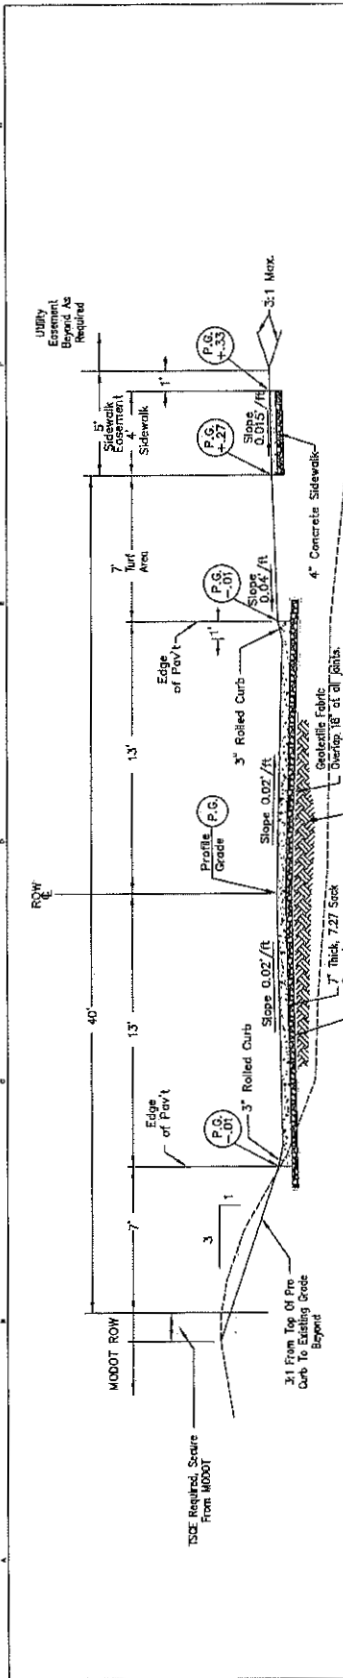 Utility
Easement
Beyond As
Required
5'
Sidewalk
Easement
4'
Sidewalk
1'
P.G.
+.33
3:1 Max.
P.G.
+.27
Slope
0.015'/ft
4" Concrete Sidewalk
7'
Turf
Area
P.G.
-.01
Slope
0.04'/ft
Edge
of Pav't
1'
3" Rolled Curb
13'
Slope 0.02'/ft
Geotextile Fabric
Overlap 18" at all joints.
ROW
℄
Profile
Grade
P.G.
40'
13'
Slope 0.02'/ft
7" Thick, 7.27 Sack
Edge
of Pav't
P.G.
-.01
3" Rolled Curb
7'
3
1
MODOT ROW
3:1 From Top Of Pro
Curb To Existing Grade
Beyond
TSCE Required, Secure
From MODOT